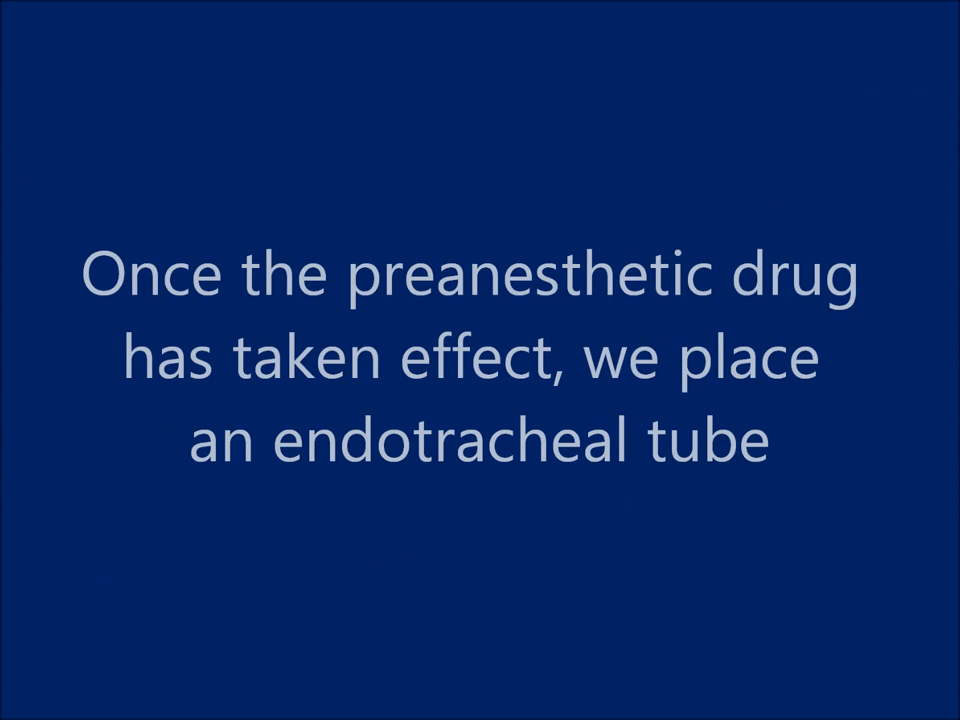 Once the preanesthetic drug
has taken effect, we place
an endotracheal tube